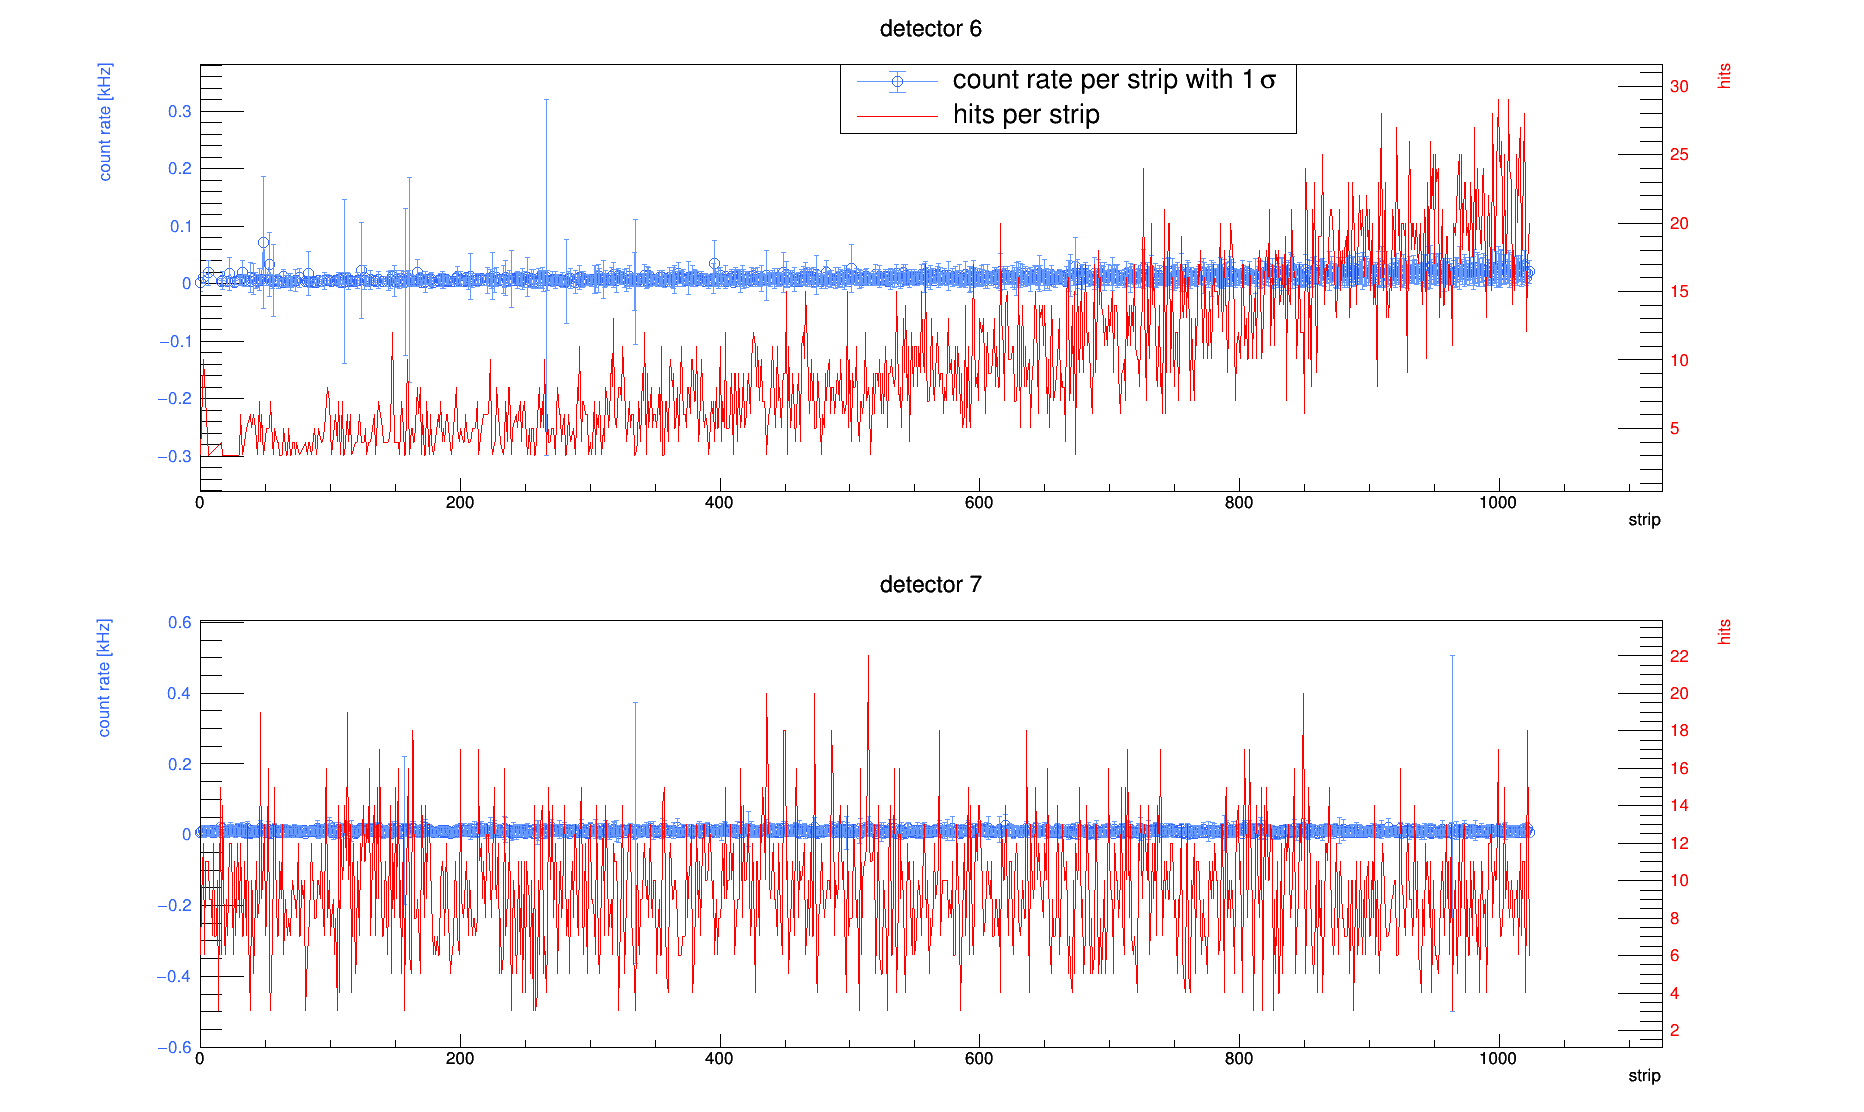 detector 6
count rate [kHz]
hits
count rate per strip with 1 σ
hits per strip
0.3
0.2
0.1
0
−0.1
−0.2
−0.3
30
25
20
15
10
5
0 200 400 600 800 1000
strip
detector 7
count rate [kHz]
hits
0.6
0.4
0.2
0
−0.2
−0.4
−0.6
22
20
18
16
14
12
10
8
6
4
2
0 200 400 600 800 1000
strip